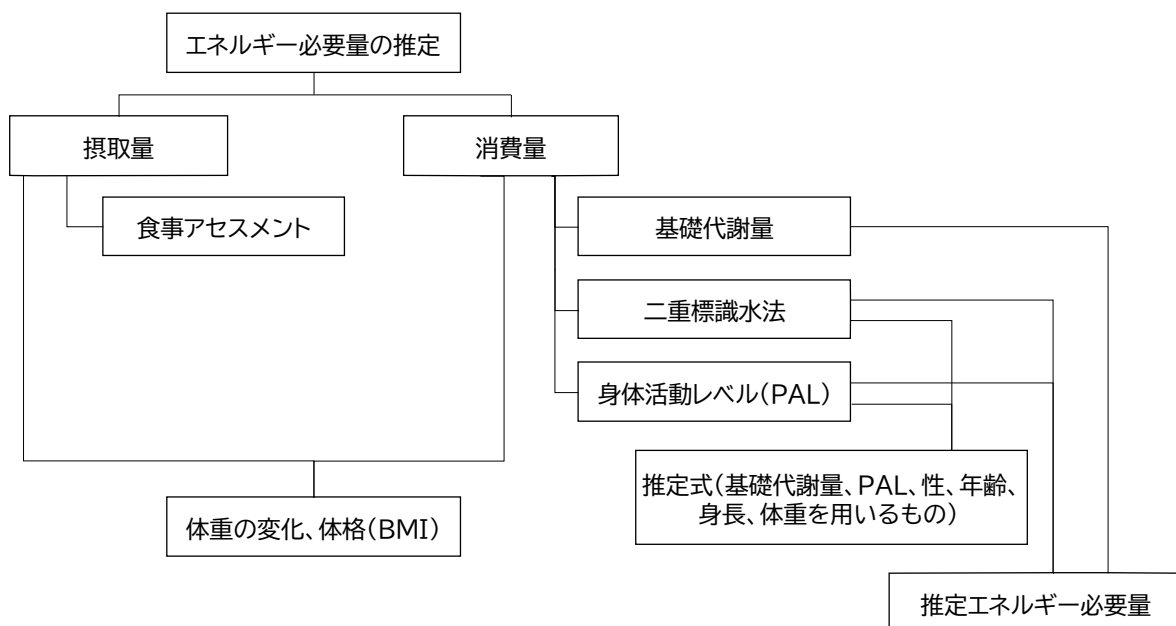 エネルギー必要量の推定
摂取量
消費量
食事アセスメント
基礎代謝量
二重標識水法
身体活動レベル(PAL)
推定式(基礎代謝量、PAL、性、年齢、
身長、体重を用いるもの)
体重の変化、体格(BMI)
推定エネルギー必要量